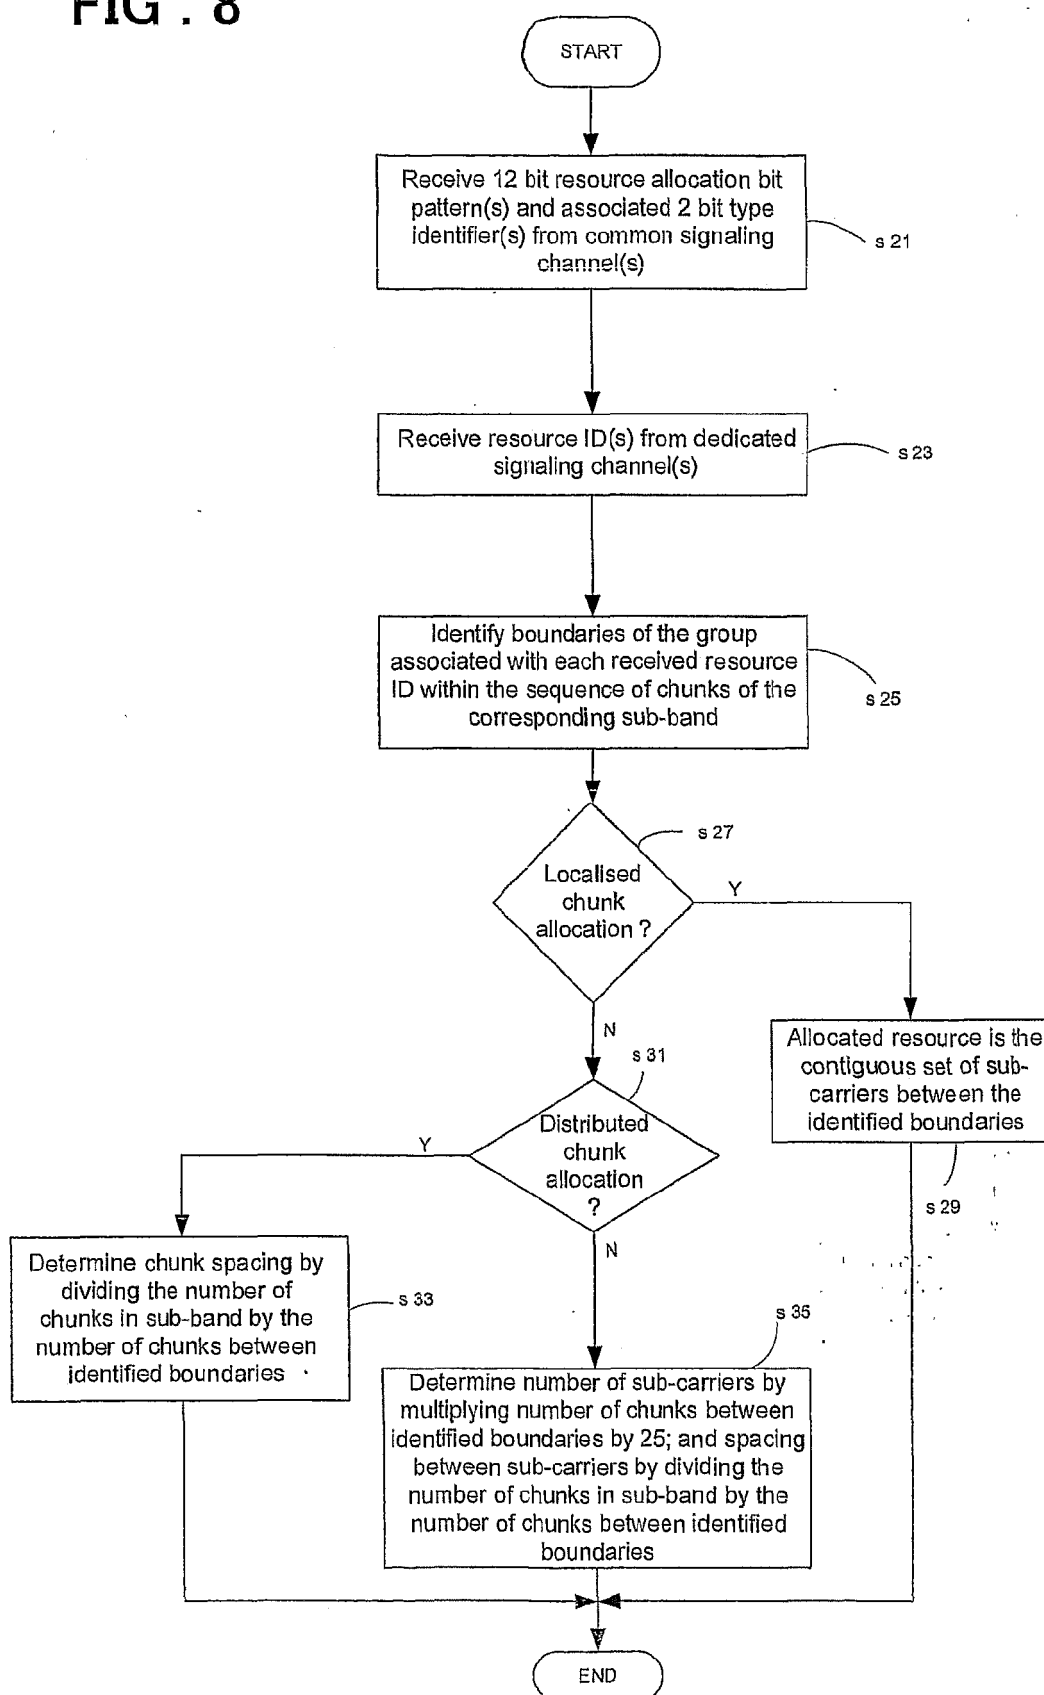 FIG . 8
START
Receive 12 bit resource allocation bit
pattern(s) and associated 2 bit type
identifier(s) from common signaling
channel(s)
s 21
Receive resource ID(s) from dedicated
signaling channel(s)
s 23
Identify boundaries of the group
associated with each received resource
ID within the sequence of chunks of the
corresponding sub-band
s 25
s 27
Localised
chunk
allocation ?
Y
N
Allocated resource is the
contiguous set of sub-
carriers between the
identified boundaries
s 29
s 31
Distributed
chunk
allocation
?
Y
N
Determine chunk spacing by
dividing the number of
chunks in sub-band by the
number of chunks between
identified boundaries
s 33
s 35
Determine number of sub-carriers by
multiplying number of chunks between
identified boundaries by 25; and spacing
between sub-carriers by dividing the
number of chunks in sub-band by the
number of chunks between identified
boundaries
END